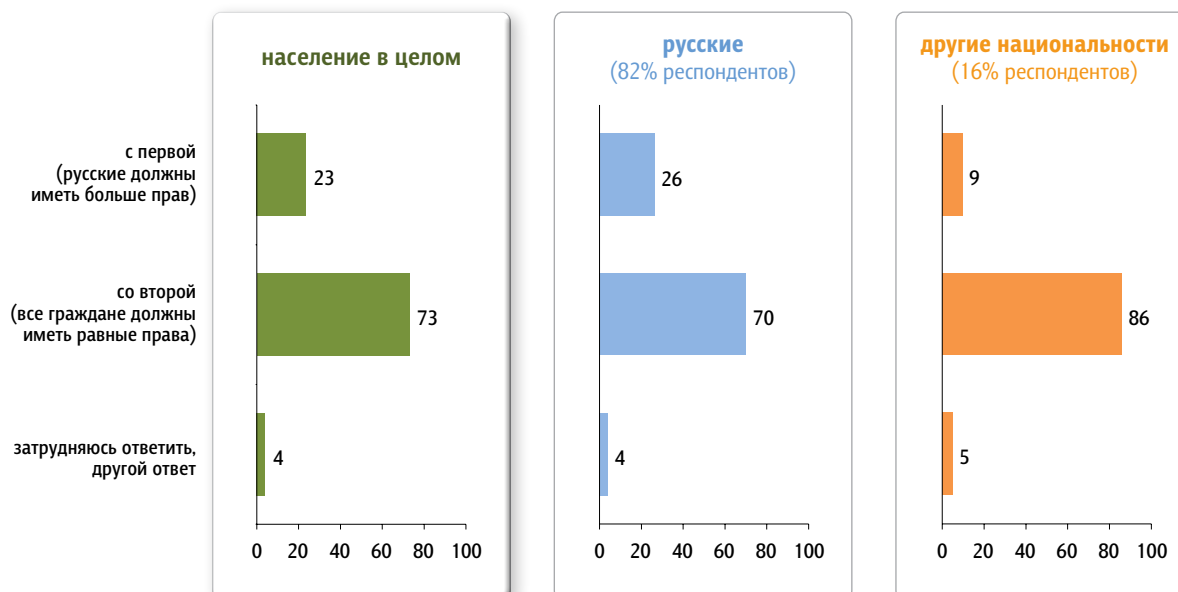 население в целом
русские
(82% респондентов)
другие национальности
(16% респондентов)
с первой
(русские должны
иметь больше прав)
23
26
9
со второй
(все граждане должны
иметь равные права)
73
70
86
затрудняюсь ответить,
другой ответ
4
4
5
0 20 40 60 80 100
0 20 40 60 80 100
0 20 40 60 80 100